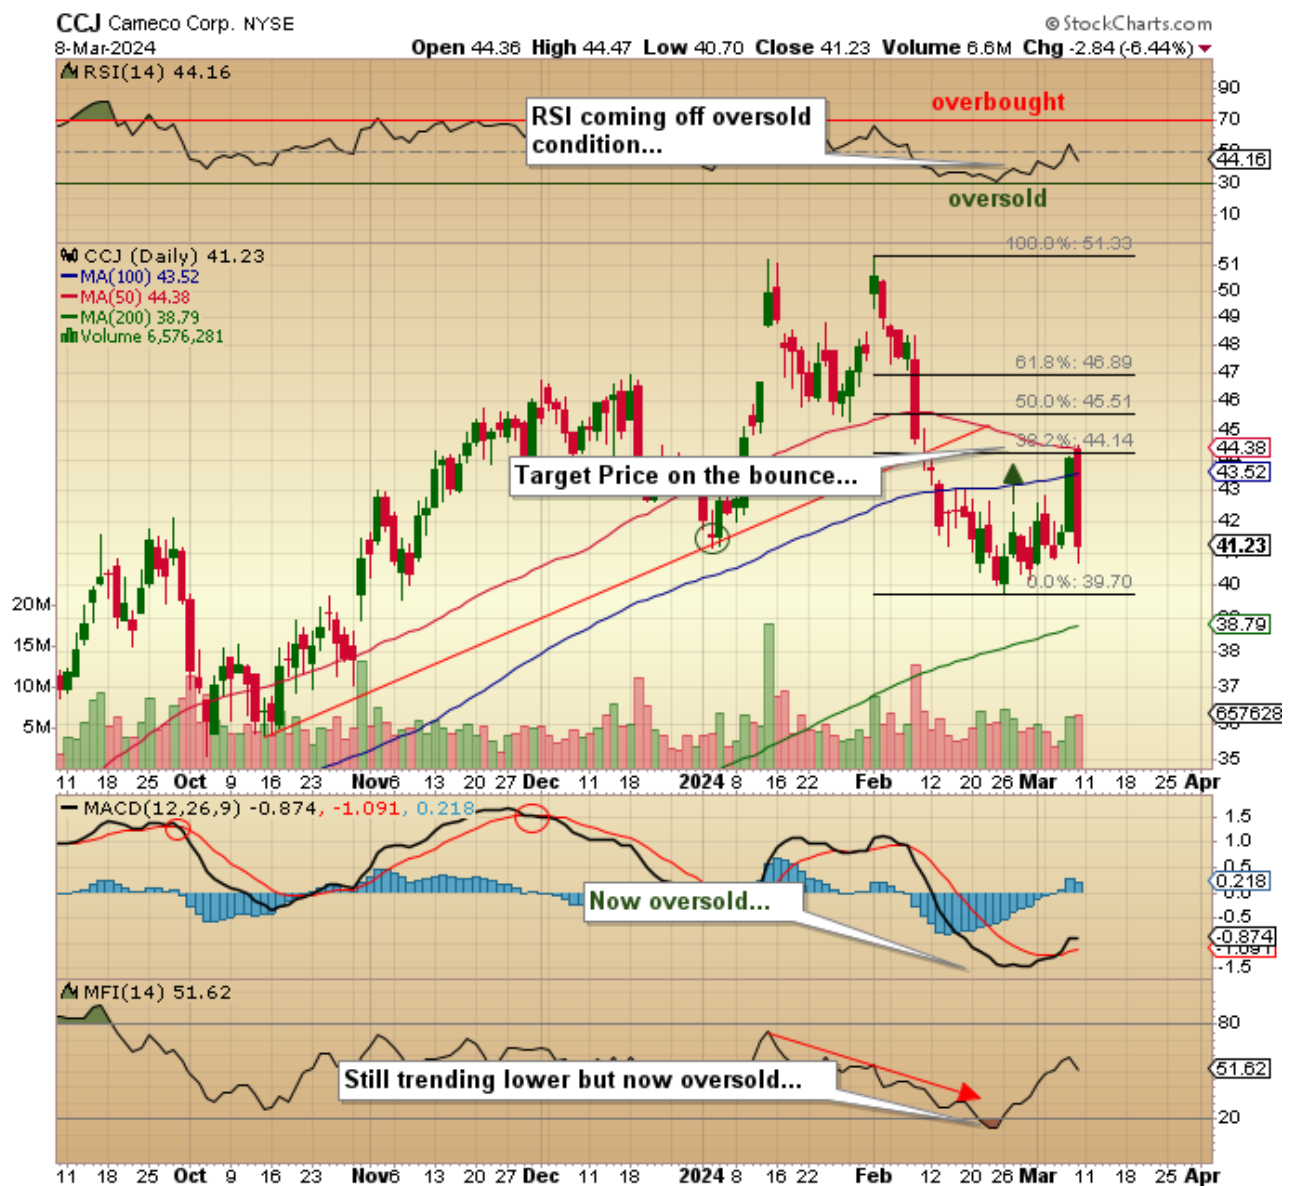 CCJ Cameco Corp. NYSE
© StockCharts.com
8-Mar-2024
Open 44.36 High 44.47 Low 40.70 Close 41.23 Volume 6.6M Chg -2.84 (-6.44%)
RSI(14) 44.16
RSI coming off oversold
condition...
overbought
oversold
90
70
50
44.16
30
10
CCJ (Daily) 41.23
MA(100) 43.52
MA(50) 44.38
MA(200) 38.79
Volume 6,576,281
100.0%: 51.33
61.8%: 46.89
50.0%: 45.51
38.2%: 44.14
0.0%: 39.70
Target Price on the bounce...
51
50
49
48
47
46
45
44.38
43.52
43
42
41.23
40
38.79
38
37
657628
36
35
20M
15M
10M
5M
11 18 25 Oct 9 16 23 Nov 6 13 20 27 Dec 11 18 2024 8 16 22 Feb 12 20 26 Mar 11 18 25 Apr
MACD(12,26,9) -0.874, -1.091, 0.218
Now oversold...
1.5
1.0
0.5
0.218
0.0
-0.5
-0.874
-1.091
-1.5
MFI(14) 51.62
Still trending lower but now oversold...
80
51.62
20
11 18 25 Oct 9 16 23 Nov 6 13 20 27 Dec 11 18 2024 8 16 22 Feb 12 20 26 Mar 11 18 25 Apr